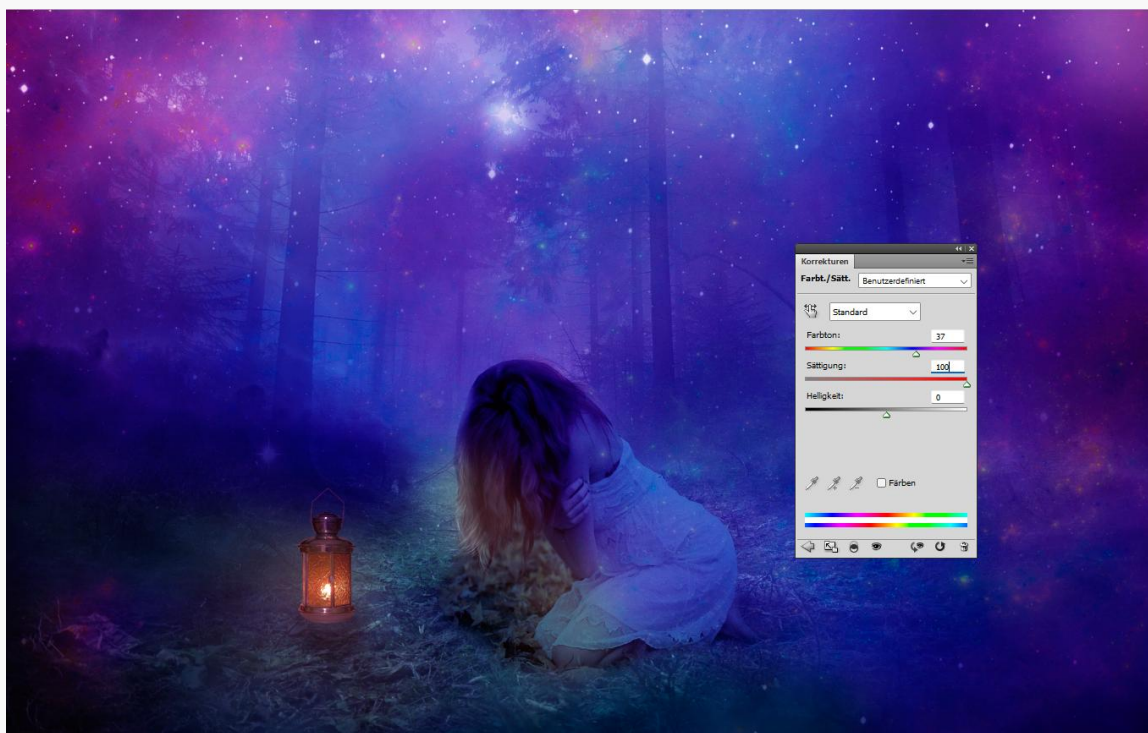 Korrekturen
Farbt./Sätt. Benutzerdefiniert
Standard
Farbton: 37
Sättigung: 100
Helligkeit: 0
Färben